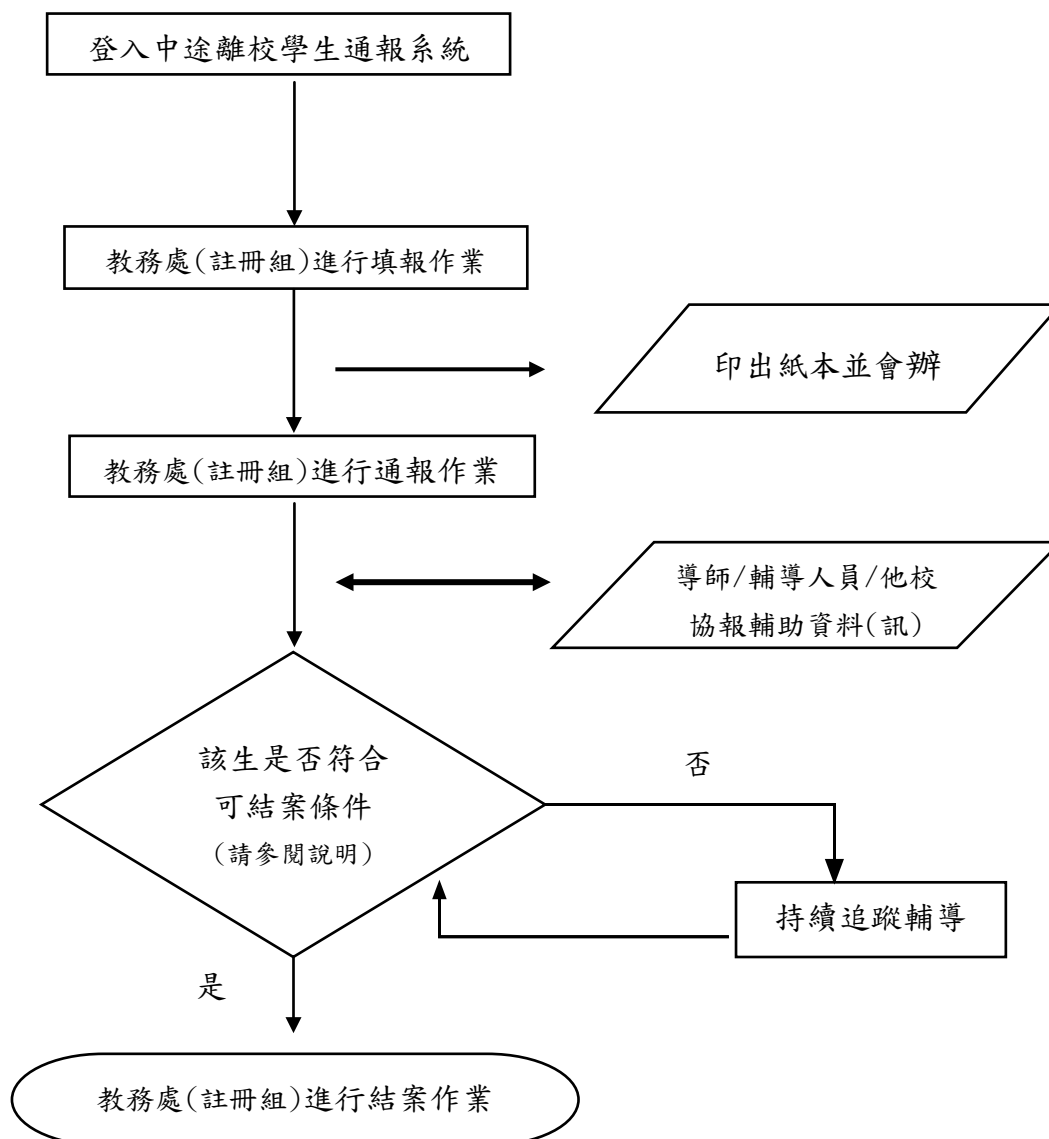 登入中途離校學生通報系統
教務處(註冊組)進行填報作業
印出紙本並會辦
教務處(註冊組)進行通報作業
導師/輔導人員/他校
協報輔助資料(訊)
該生是否符合
可結案條件
(請參閱說明)
否
持續追蹤輔導
是
教務處(註冊組)進行結案作業